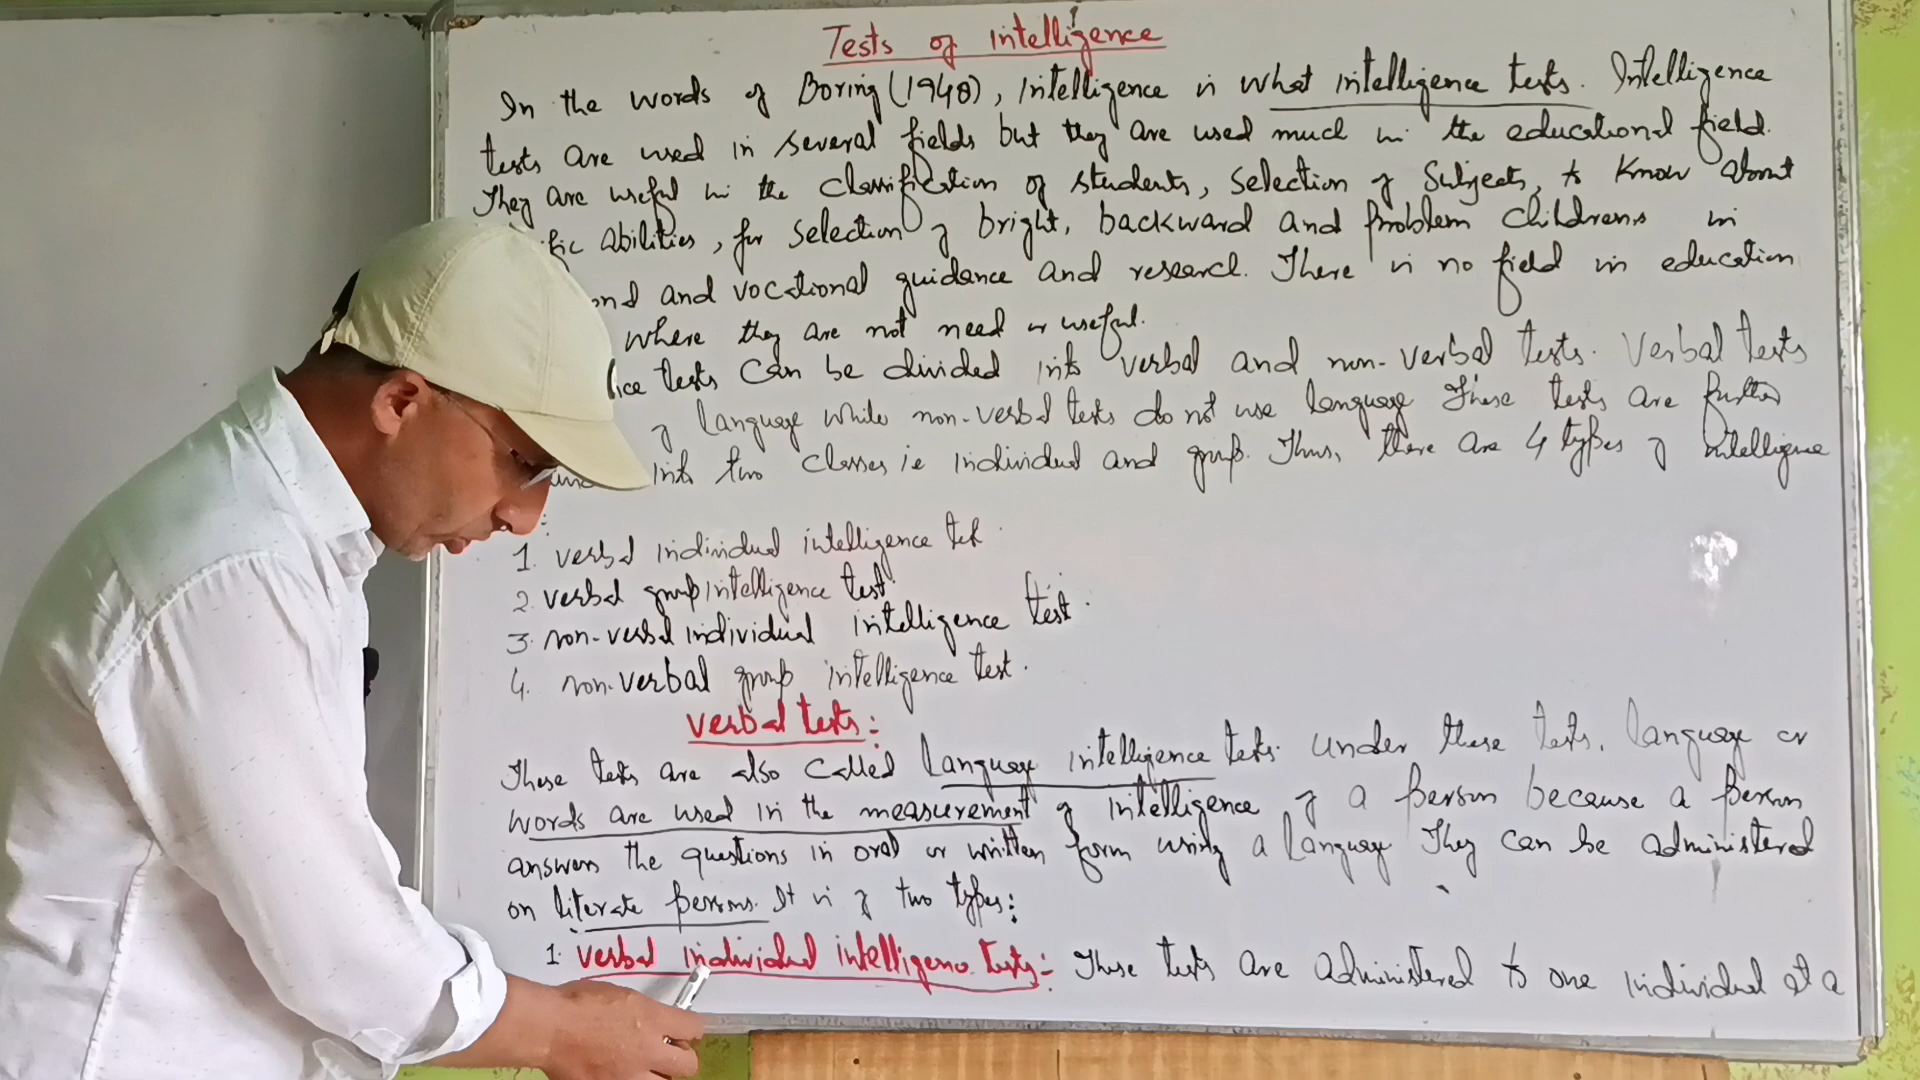 Tests of intelligence
In the words of Boring (1948), Intelligence is what intelligence tests. Intelligence
tests are used in several fields but they are used much in the educational field.
They are useful in the classification of students, selection of subjects, to know about
fic abilities, for selection of bright, backward and problem childrens in
and vocational guidance and research. There is no field in education
where they are not need or useful.
ice tests can be divided into verbal and non-verbal tests. Verbal tests
of language while non-verbal tests do not use language These tests are further
into two classes ie individual and group. Thus, there are 4 types of intelligence
1. verbal individual intelligence test.
2. verbal group intelligence test
3. non-verbal individual intelligence test.
4. non-verbal group intelligence test.
verbal tests:
These tests are also called Language intelligence tests. under these tests, language or
words are used in the measurement of intelligence of a person because a person
answers the questions in oral or written form using a language They can be administered
on literate persons. It is of two types:
1. verbal individual intelligence tests:- These tests are administered to one individual at a